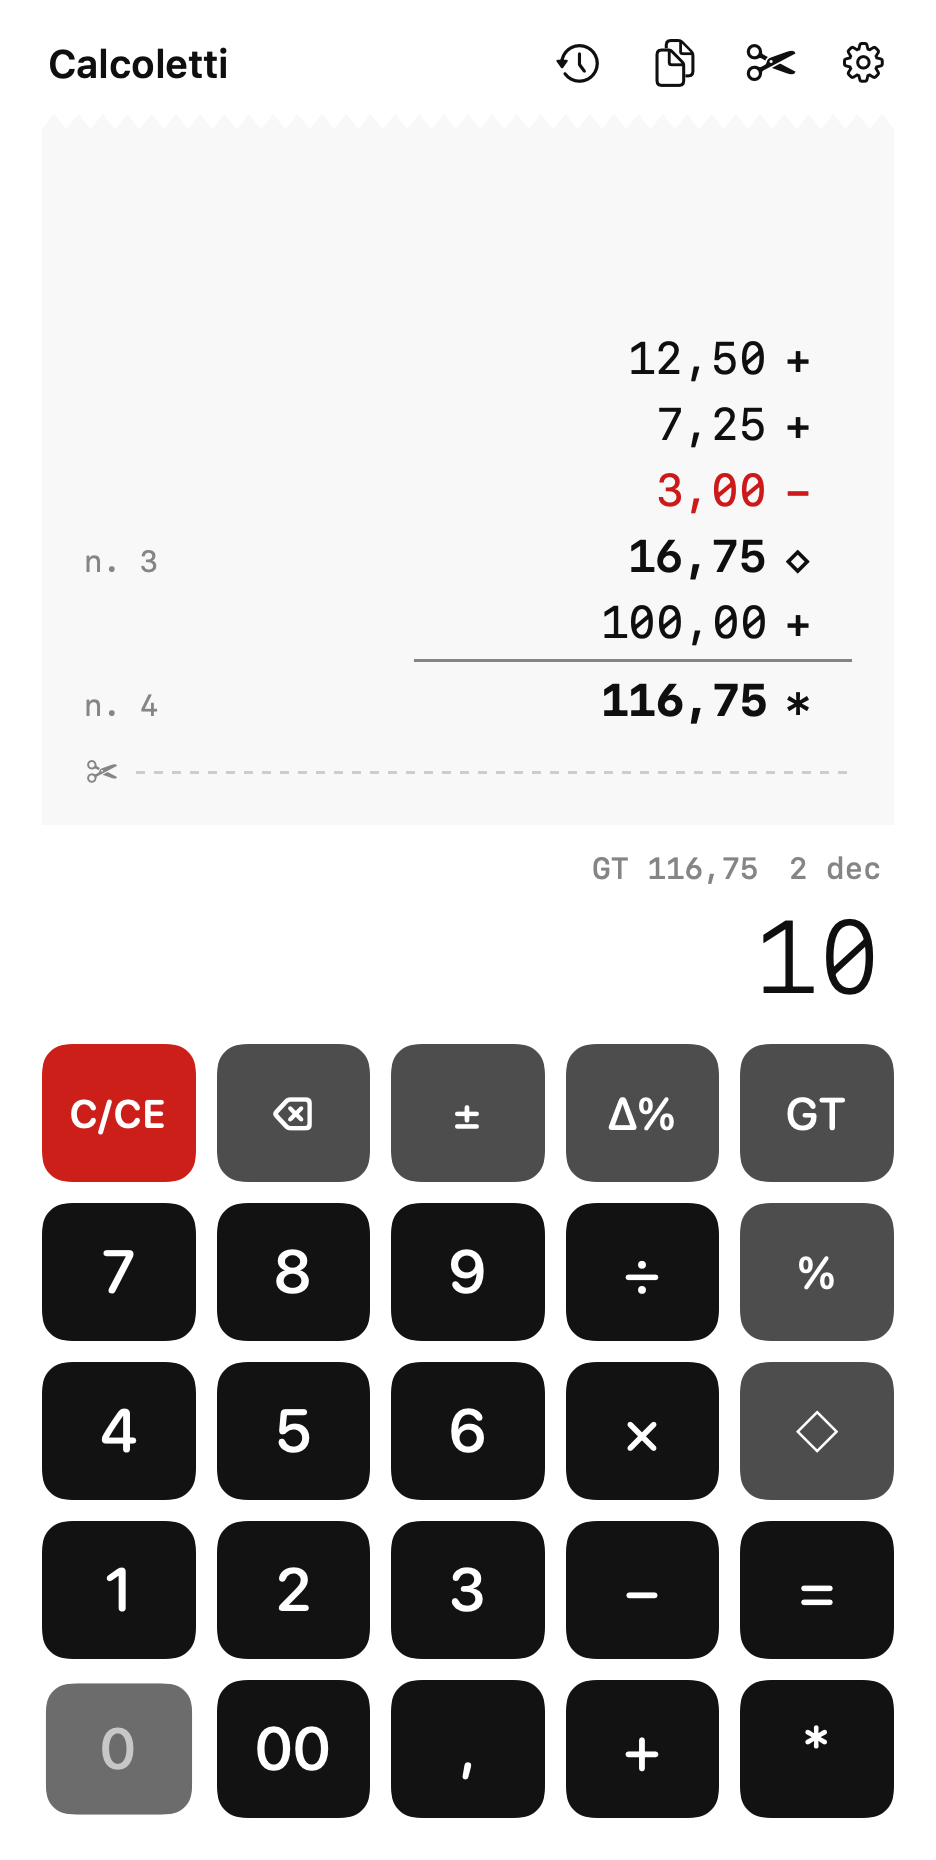 Calcoletti
12,50 +
7,25 +
3,00 −
n. 3 16,75 ◇
100,00 +
n. 4 116,75 *
GT 116,75 2 dec
10
C/CE ⌫ ± Δ% GT
7 8 9 ÷ %
4 5 6 × ◇
1 2 3 − =
0 00 , + *